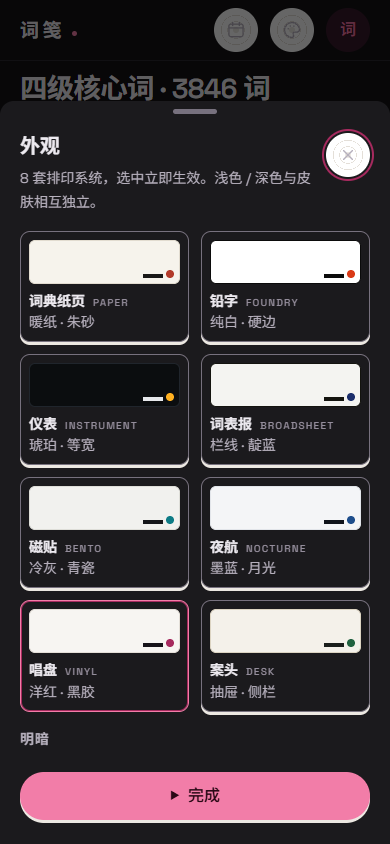 词笺
词
四级核心词 · 3846 词
外观
8 套排印系统，选中立即生效。浅色 / 深色与皮
肤相互独立。
词典纸页 PAPER
暖纸 · 朱砂
铅字 FOUNDRY
纯白 · 硬边
仪表 INSTRUMENT
琥珀 · 等宽
词表报 BROADSHEET
栏线 · 靛蓝
磁贴 BENTO
冷灰 · 青瓷
夜航 NOCTURNE
墨蓝 · 月光
唱盘 VINYL
洋红 · 黑胶
案头 DESK
抽屉 · 侧栏
明暗
完成